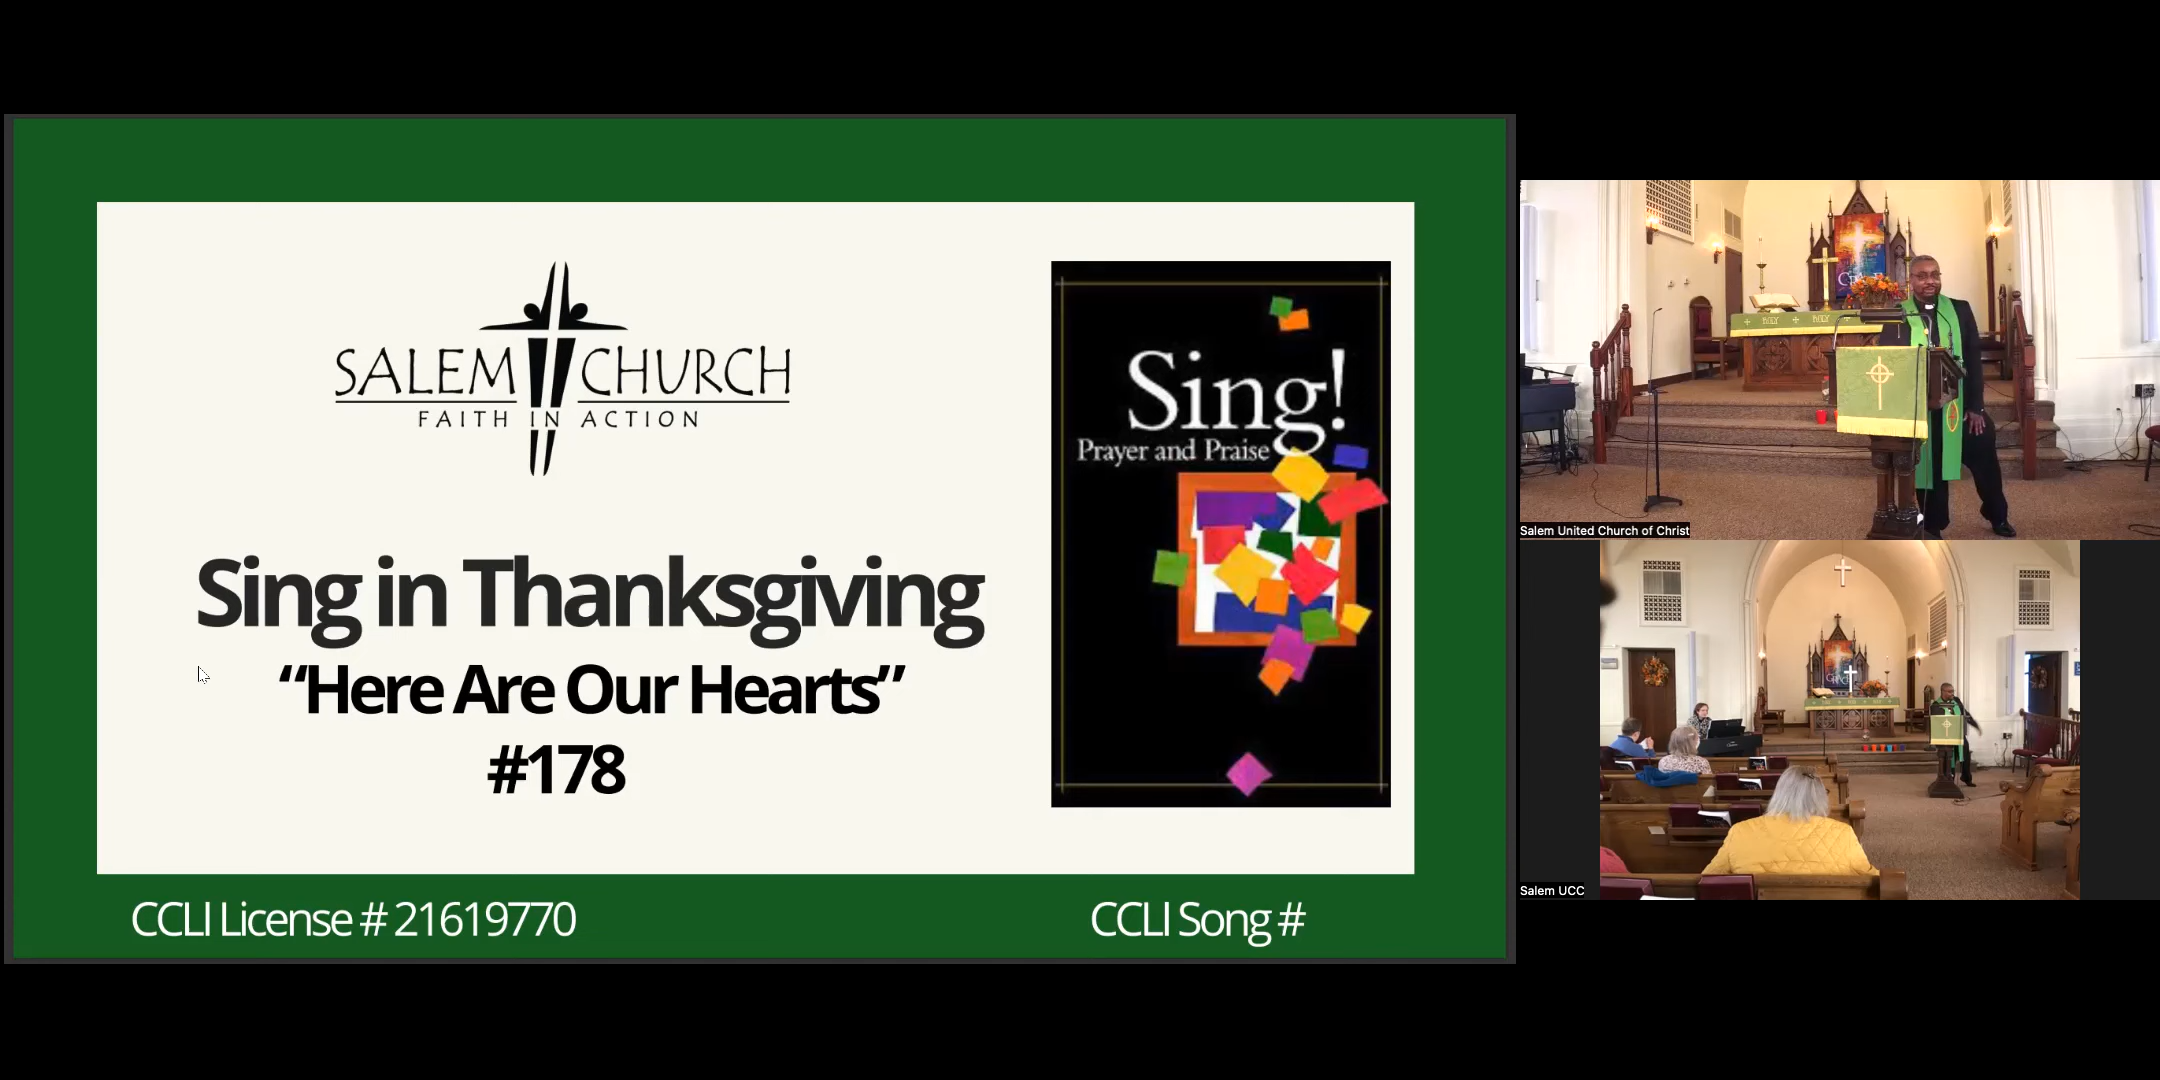 SALEM CHURCH
FAITH IN ACTION
Sing in Thanksgiving
“Here Are Our Hearts”
#178
Sing!
Prayer and Praise
CCLI License # 21619770
CCLI Song #
Salem United Church of Christ
Salem UCC